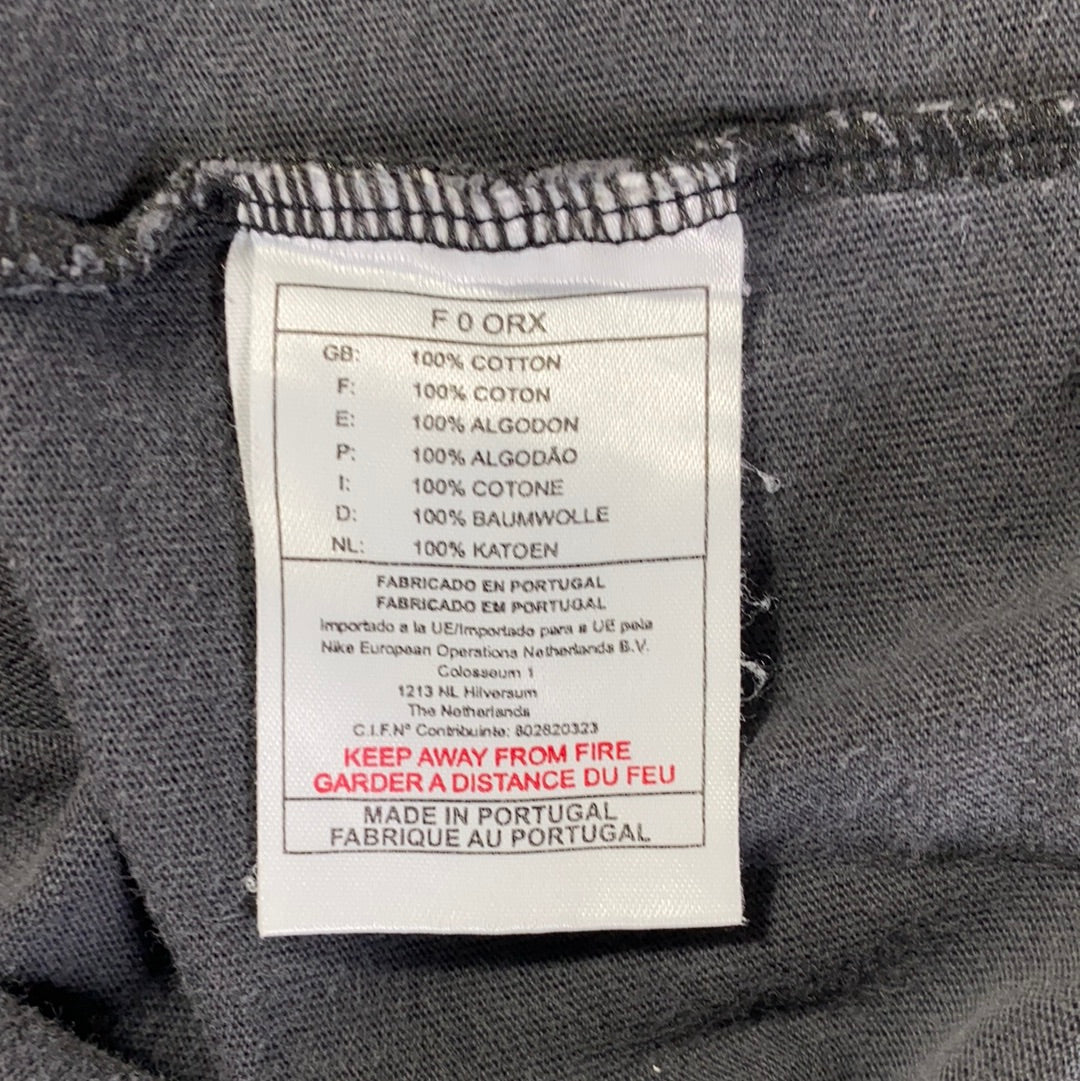 F 0 ORX
GB: 100% COTTON
F: 100% COTON
E: 100% ALGODON
P: 100% ALGODÃO
I: 100% COTONE
D: 100% BAUMWOLLE
NL: 100% KATOEN
FABRICADO EN PORTUGAL
FABRICADO EM PORTUGAL
Importado a la UE/Importado para a UE pela
Nike European Operations Netherlands B.V.
Colosseum 1
1213 NL Hilversum
The Netherlands
C.I.F.Nº Contribuinte: 802820323
KEEP AWAY FROM FIRE
GARDER A DISTANCE DU FEU
MADE IN PORTUGAL
FABRIQUE AU PORTUGAL